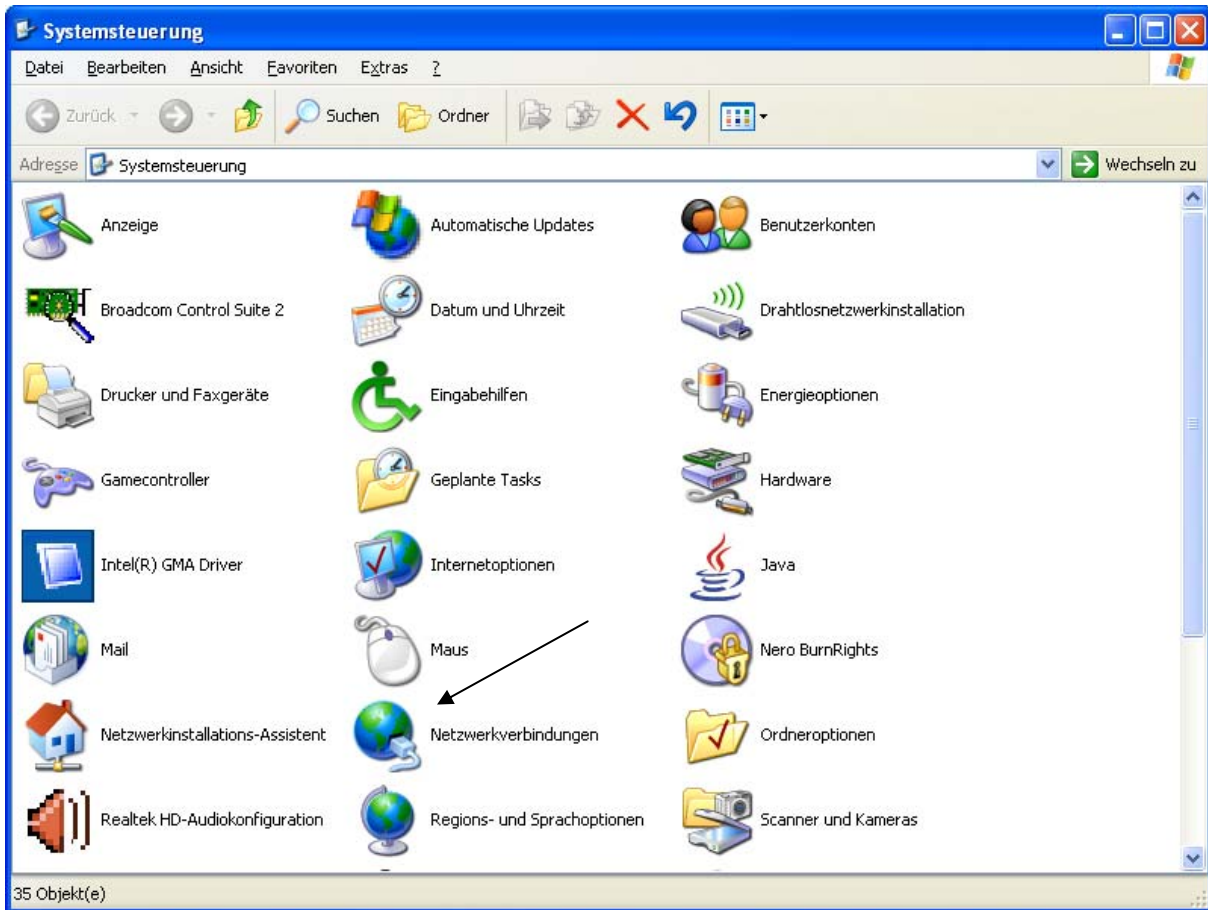 Systemsteuerung
Datei Bearbeiten Ansicht Favoriten Extras ?
Zurück Suchen Ordner
Adresse Systemsteuerung Wechseln zu
Anzeige Automatische Updates Benutzerkonten
Broadcom Control Suite 2 Datum und Uhrzeit Drahtlosnetzwerkinstallation
Drucker und Faxgeräte Eingabehilfen Energieoptionen
Gamecontroller Geplante Tasks Hardware
Intel(R) GMA Driver Internetoptionen Java
Mail Maus Nero BurnRights
Netzwerkinstallations-Assistent Netzwerkverbindungen Ordneroptionen
Realtek HD-Audiokonfiguration Regions- und Sprachoptionen Scanner und Kameras
35 Objekt(e)